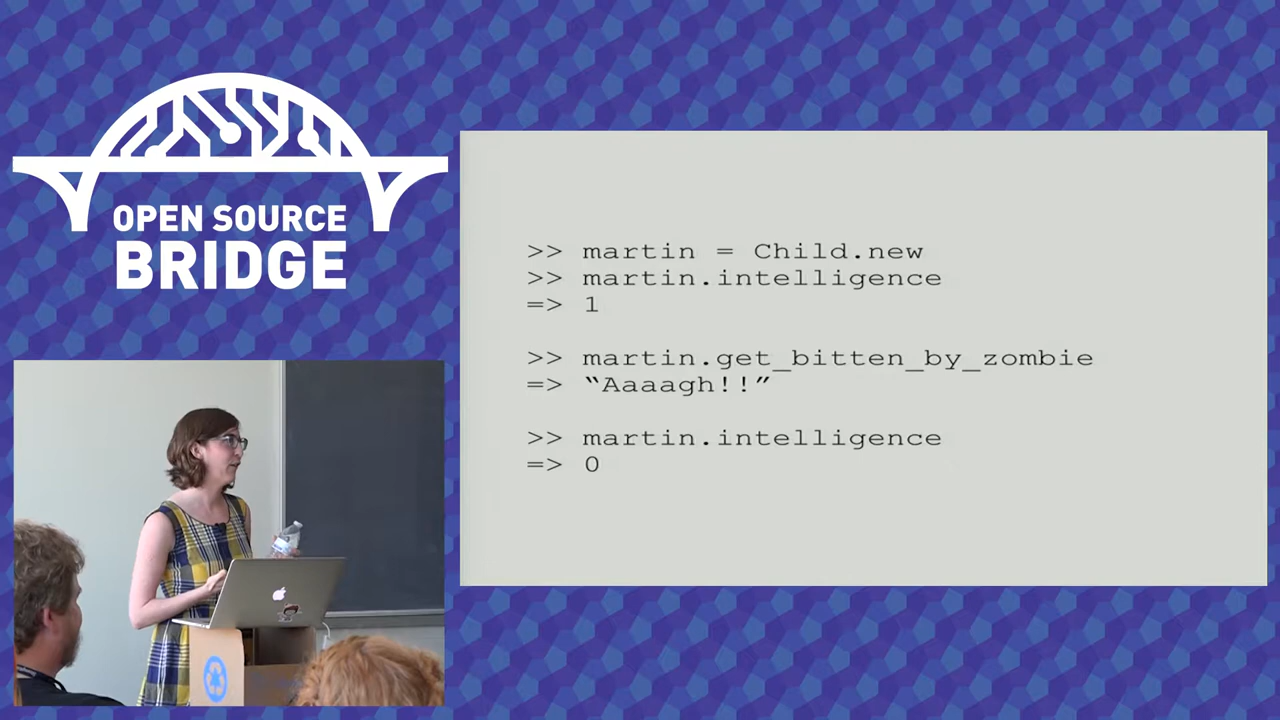 OPEN SOURCE
BRIDGE
>> martin = Child.new
>> martin.intelligence
=> 1
>> martin.get_bitten_by_zombie
=> “Aaaagh!!”
>> martin.intelligence
=> 0